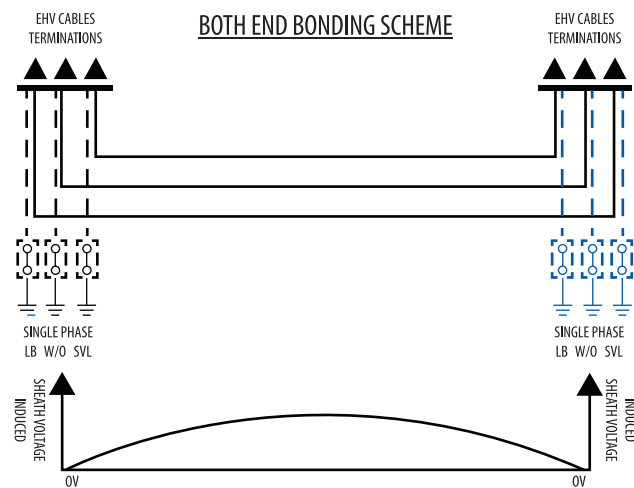 BOTH END BONDING SCHEME
EHV CABLES
TERMINATIONS
EHV CABLES
TERMINATIONS
SINGLE PHASE
LB W/O SVL
SINGLE PHASE
LB W/O SVL
INDUCED
SHEATH VOLTAGE
INDUCED
SHEATH VOLTAGE
0V
0V